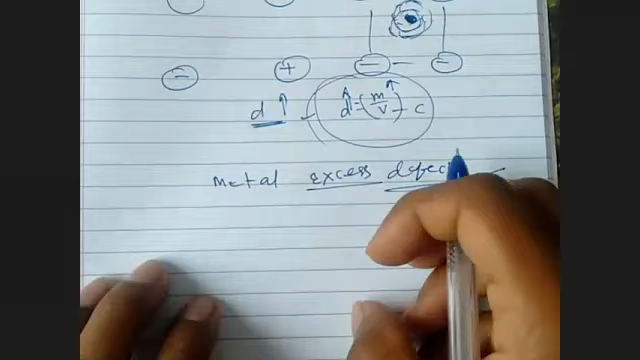 − + − − −
d ↑ – d↑ = (m↑/v) – c
metal excess defec